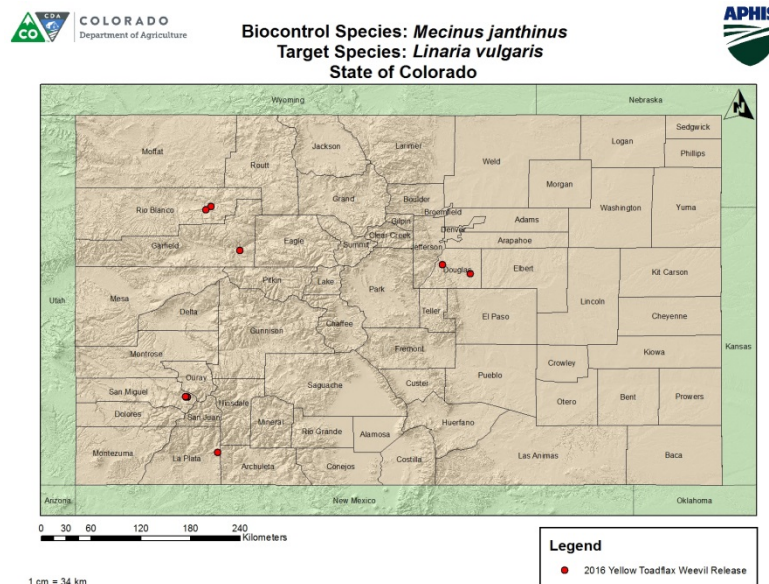 CDA
CO
COLORADO
Department of Agriculture
Biocontrol Species: Mecinus janthinus
Target Species: Linaria vulgaris
State of Colorado
APHIS
Wyoming
Nebraska
N
Moffat
Routt
Jackson
Larimer
Weld
Logan
Sedgwick
Phillips
Morgan
Rio Blanco
Grand
Boulder
Broomfield
Gilpin
Clear Creek
Denver
Adams
Arapahoe
Washington
Yuma
Garfield
Eagle
Summit
Jefferson
Douglas
Elbert
Kit Carson
Utah
Pitkin
Lake
Park
Lincoln
Mesa
Delta
Gunnison
Chaffee
Teller
El Paso
Cheyenne
Montrose
Fremont
Crowley
Kiowa
Kansas
Ouray
San Miguel
Hinsdale
Saguache
Custer
Pueblo
Otero
Bent
Prowers
Dolores
San Juan
Mineral
Rio Grande
Alamosa
Huerfano
Montezuma
La Plata
Archuleta
Conejos
Costilla
Las Animas
Baca
Arizona
New Mexico
Oklahoma
0 15 30 60 120 180 240
Kilometers
Legend
2016 Yellow Toadflax Weevil Release
1 cm = 34 km